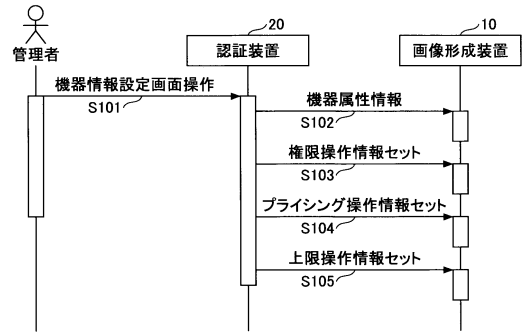 20
10
管理者
認証装置
画像形成装置
機器情報設定画面操作
S101
機器属性情報
S102
権限操作情報セット
S103
プライシング操作情報セット
S104
上限操作情報セット
S105